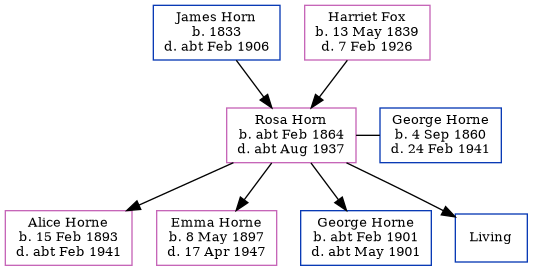 James Horn
b. 1833
d. abt Feb 1906
Harriet Fox
b. 13 May 1839
d. 7 Feb 1926
Rosa Horn
b. abt Feb 1864
d. abt Aug 1937
George Horne
b. 4 Sep 1860
d. 24 Feb 1941
Alice Horne
b. 15 Feb 1893
d. abt Feb 1941
Emma Horne
b. 8 May 1897
d. 17 Apr 1947
George Horne
b. abt Feb 1901
d. abt May 1901
Living